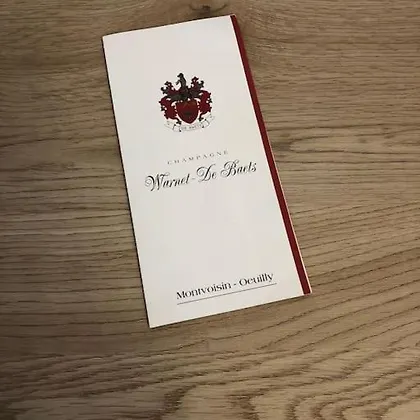 CHAMPAGNE
Warnet-De Baets
Montvoisin - Oeuilly